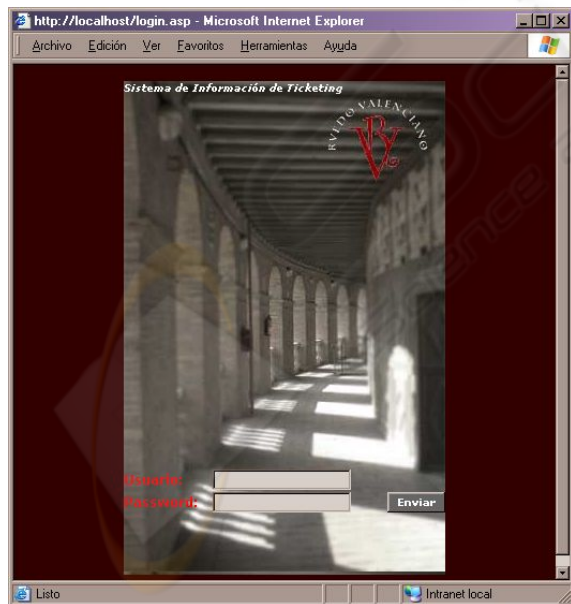 http://localhost/login.asp - Microsoft Internet Explorer
Archivo Edición Ver Favoritos Herramientas Ayuda
Sistema de Información de Ticketing
RVEDO VALENCIANO
Usuario:
Password:
Enviar
Listo
Intranet local